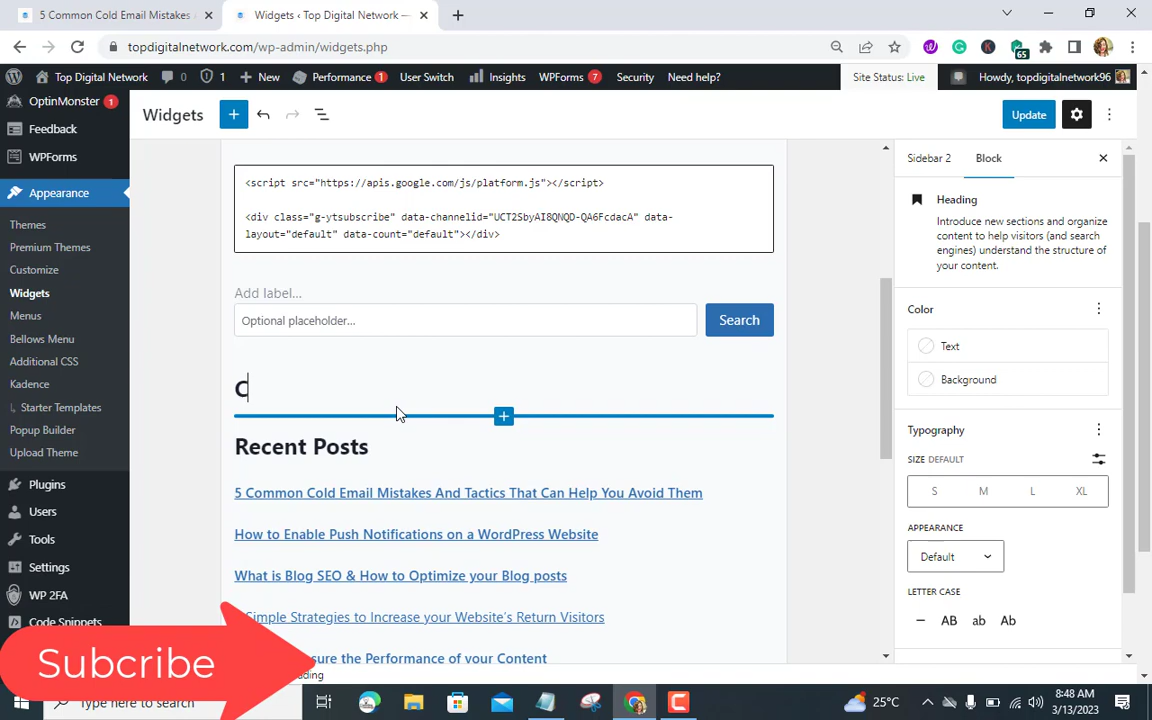 5 Common Cold Email Mistakes
Widgets ‹ Top Digital Network —
topdigitalnetwork.com/wp-admin/widgets.php
65
Top Digital Network
0
1
New
Performance 1
User Switch
Insights
WPForms 7
Security
Need help?
Site Status: Live
Howdy, topdigitalnetwork96
OptinMonster 1
Feedback
WPForms
Appearance
Themes
Premium Themes
Customize
Widgets
Menus
Bellows Menu
Additional CSS
Kadence
Starter Templates
Popup Builder
Upload Theme
Plugins
Users
Tools
Settings
WP 2FA
Code Snippets
Widgets
Update
<script src="https://apis.google.com/js/platform.js"></script>
<div class="g-ytsubscribe" data-channelid="UCT2SbyAI8QNQD-QA6FcdacA" data-
layout="default" data-count="default"></div>
Add label...
Optional placeholder...
Search
C
Recent Posts
5 Common Cold Email Mistakes And Tactics That Can Help You Avoid Them
How to Enable Push Notifications on a WordPress Website
What is Blog SEO & How to Optimize your Blog posts
Simple Strategies to Increase your Website's Return Visitors
sure the Performance of your Content
Sidebar 2
Block
Heading
Introduce new sections and organize
content to help visitors (and search
engines) understand the structure of
your content.
Color
Text
Background
Typography
SIZE DEFAULT
S M L XL
APPEARANCE
Default
LETTER CASE
AB ab Ab
Subcribe
Type here to search
25°C
8:48 AM
3/13/2023